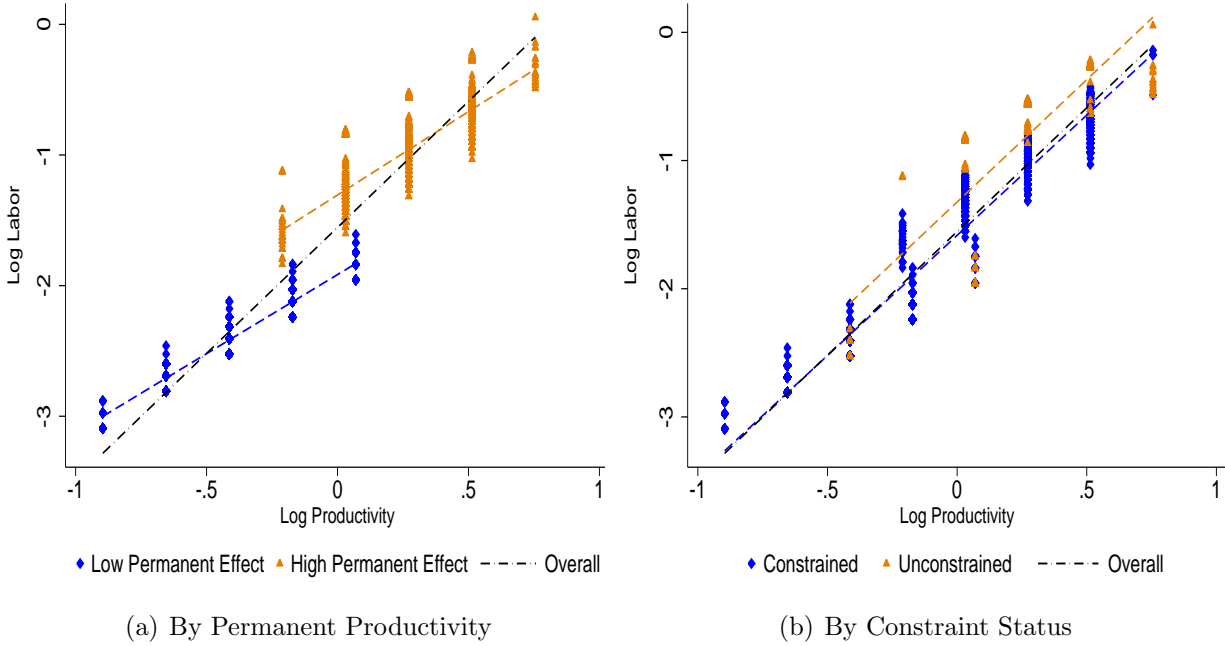 0
-1
-2
-3
Log Labor
-1
-.5
0
.5
1
Log Productivity
Low Permanent Effect
High Permanent Effect
Overall
(a) By Permanent Productivity
0
-1
-2
-3
Log Labor
-1
-.5
0
.5
1
Log Productivity
Constrained
Unconstrained
Overall
(b) By Constraint Status